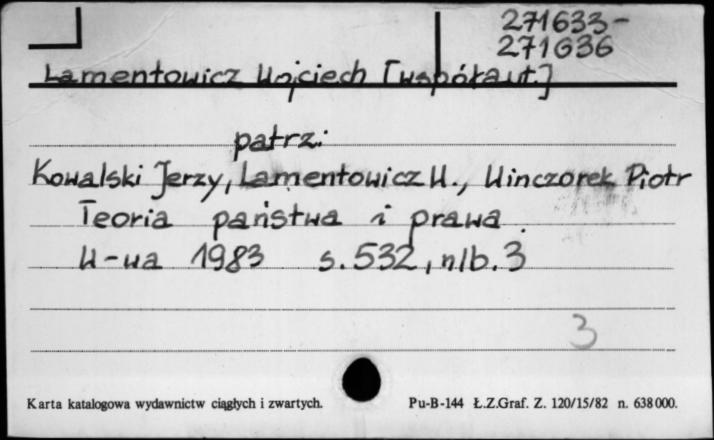 271633-
271636
Lamentowicz Wojciech [współaut.]
patrz:
Kowalski Jerzy, Lamentowicz W., Winczorek Piotr
Teoria państwa i prawa.
W-wa 1983 s. 532, nlb. 3
3
Karta katalogowa wydawnictw ciągłych i zwartych. Pu-B-144 Ł.Z.Graf. Z. 120/15/82 n. 638 000.